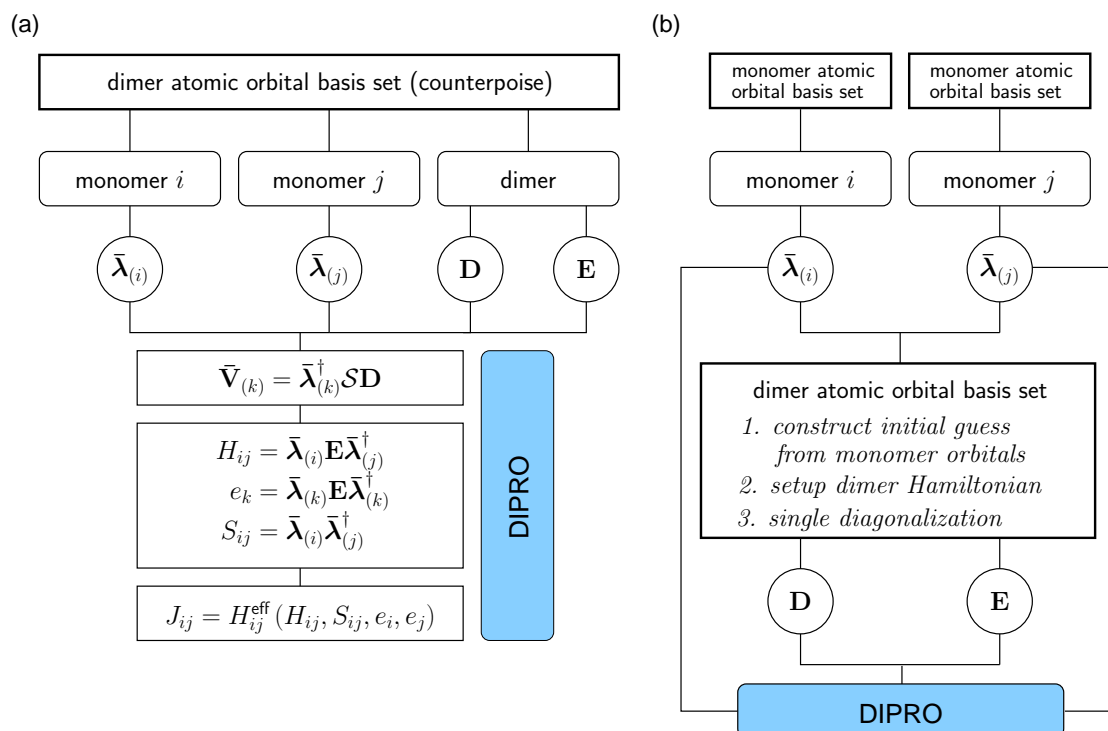 (a)
dimer atomic orbital basis set (counterpoise)
monomer i
monomer j
dimer
λ̄(i)
λ̄(j)
D
E
V̄(k) = λ̄†(k)𝒮D
Hij = λ̄(i)Eλ̄†(j)
ek = λ̄(k)Eλ̄†(k)
Sij = λ̄(i)λ̄†(j)
Jij = Heffij (Hij, Sij, ei, ej)
DIPRO
(b)
monomer atomic
orbital basis set
monomer atomic
orbital basis set
monomer i
monomer j
λ̄(i)
λ̄(j)
dimer atomic orbital basis set
1. construct initial guess
from monomer orbitals
2. setup dimer Hamiltonian
3. single diagonalization
D
E
DIPRO